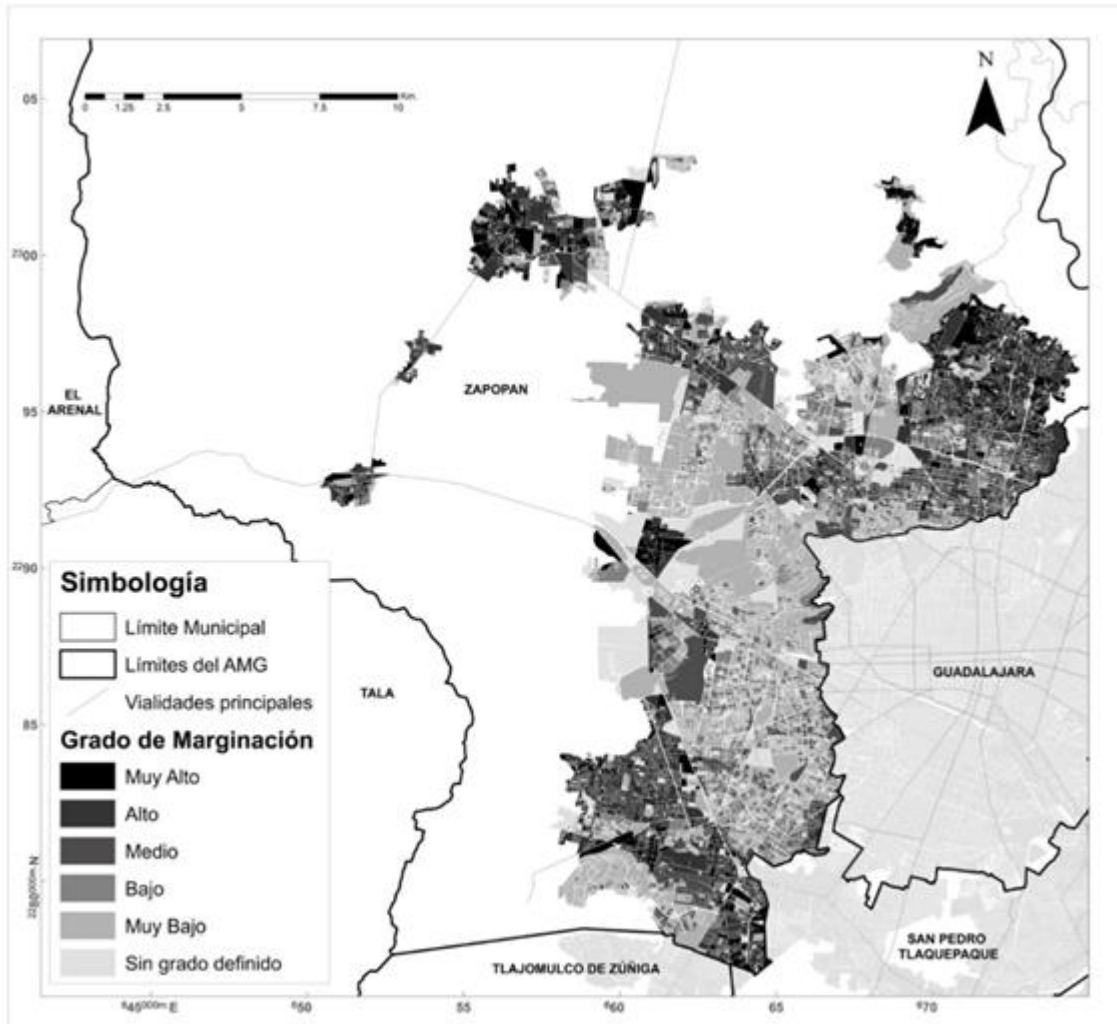 N
Km.
0 1.25 2.5 5 7.5 10
05
²³00
95
²²90
85
²²80⁰⁰⁰ᵐ N
ZAPOPAN
EL
ARENAL
TALA
GUADALAJARA
SAN PEDRO
TLAQUEPAQUE
TLAJOMULCO DE ZÚÑIGA
Simbología
Límite Municipal
Límites del AMG
Vialidades principales
Grado de Marginación
Muy Alto
Alto
Medio
Bajo
Muy Bajo
Sin grado definido
⁶45⁰⁰⁰ᵐ E ⁶50 55 ⁶60 65 ⁶70